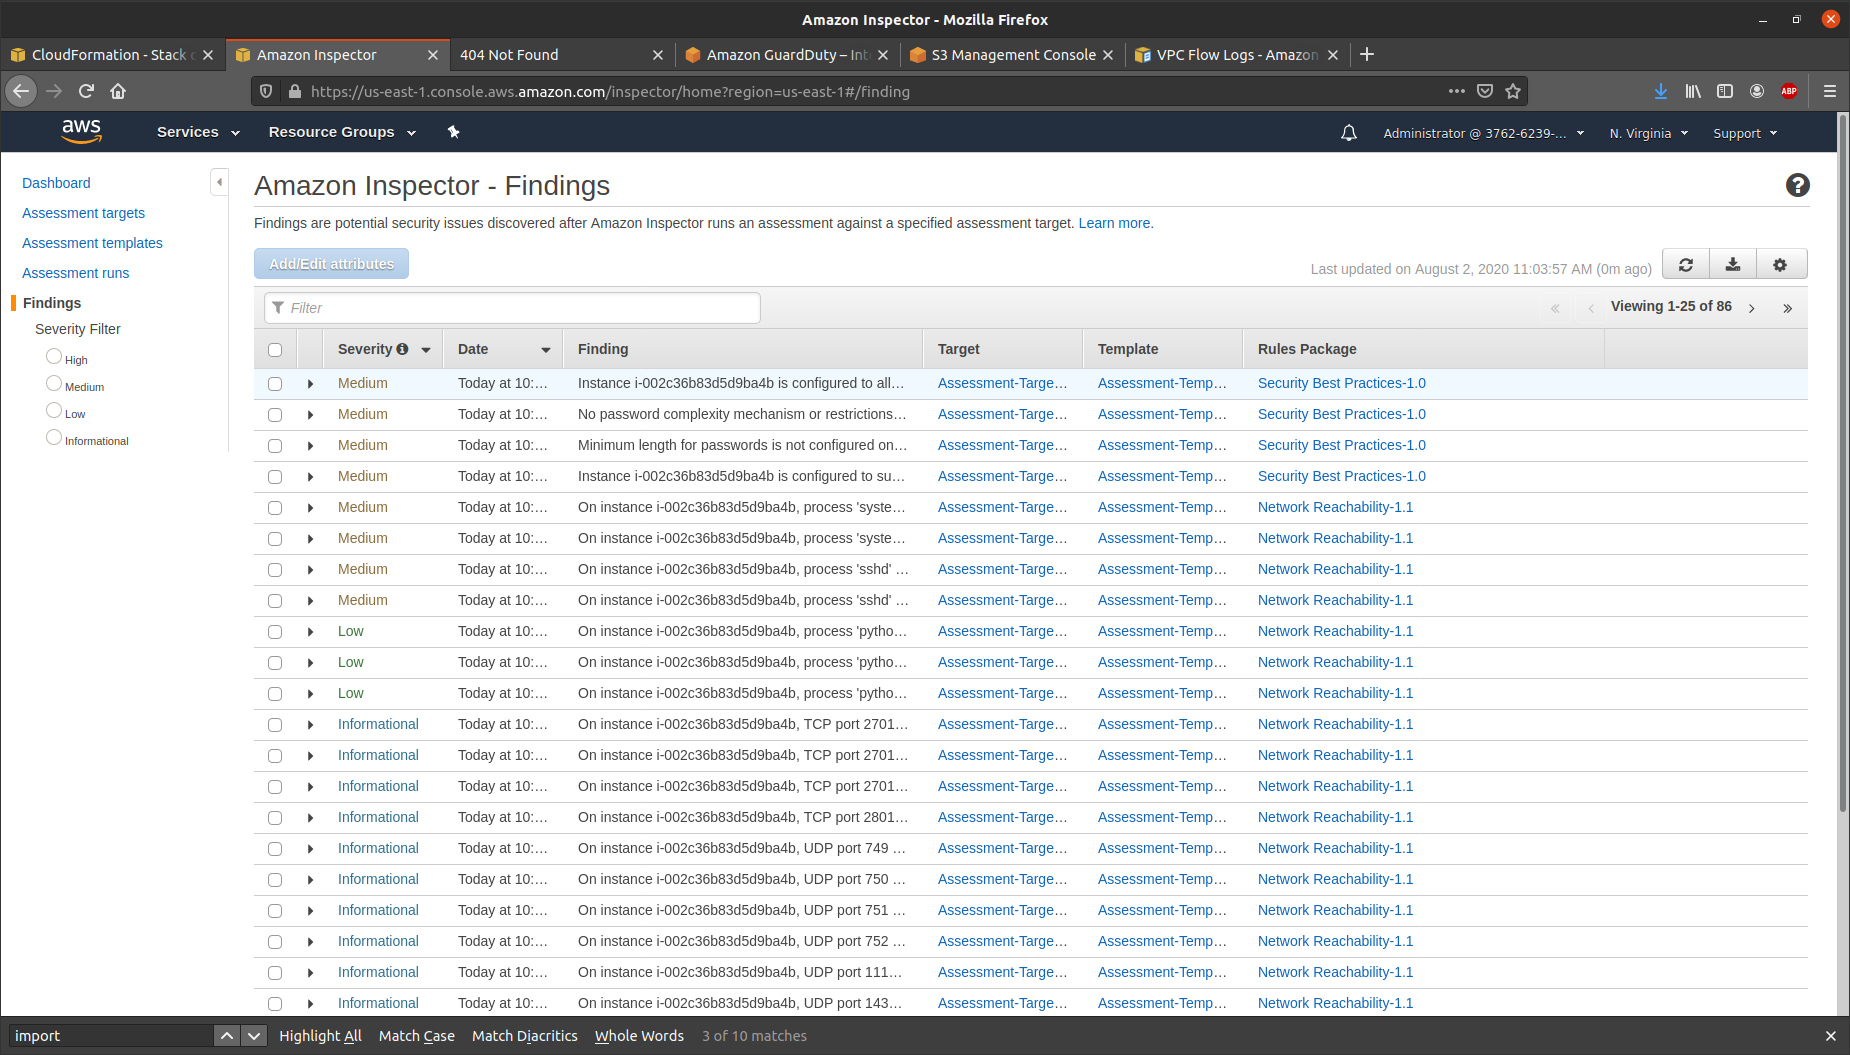 Amazon Inspector - Mozilla Firefox
CloudFormation - Stack
Amazon Inspector
404 Not Found
Amazon GuardDuty – Int
S3 Management Console
VPC Flow Logs - Amazon
https://us-east-1.console.aws.amazon.com/inspector/home?region=us-east-1#/finding
ABP
aws
Services
Resource Groups
Administrator @ 3762-6239-...
N. Virginia
Support
Dashboard
Assessment targets
Assessment templates
Assessment runs
Findings
Severity Filter
High
Medium
Low
Informational
Amazon Inspector - Findings
Findings are potential security issues discovered after Amazon Inspector runs an assessment against a specified assessment target. Learn more.
Add/Edit attributes
Last updated on August 2, 2020 11:03:57 AM (0m ago)
Filter
« ‹ Viewing 1-25 of 86 › »
Severity Date Finding Target Template Rules Package
Medium Today at 10:… Instance i-002c36b83d5d9ba4b is configured to all… Assessment-Targe… Assessment-Temp… Security Best Practices-1.0
Medium Today at 10:… No password complexity mechanism or restrictions… Assessment-Targe… Assessment-Temp… Security Best Practices-1.0
Medium Today at 10:… Minimum length for passwords is not configured on… Assessment-Targe… Assessment-Temp… Security Best Practices-1.0
Medium Today at 10:… Instance i-002c36b83d5d9ba4b is configured to su… Assessment-Targe… Assessment-Temp… Security Best Practices-1.0
Medium Today at 10:… On instance i-002c36b83d5d9ba4b, process 'syste… Assessment-Targe… Assessment-Temp… Network Reachability-1.1
Medium Today at 10:… On instance i-002c36b83d5d9ba4b, process 'syste… Assessment-Targe… Assessment-Temp… Network Reachability-1.1
Medium Today at 10:… On instance i-002c36b83d5d9ba4b, process 'sshd' … Assessment-Targe… Assessment-Temp… Network Reachability-1.1
Medium Today at 10:… On instance i-002c36b83d5d9ba4b, process 'sshd' … Assessment-Targe… Assessment-Temp… Network Reachability-1.1
Low Today at 10:… On instance i-002c36b83d5d9ba4b, process 'pytho… Assessment-Targe… Assessment-Temp… Network Reachability-1.1
Low Today at 10:… On instance i-002c36b83d5d9ba4b, process 'pytho… Assessment-Targe… Assessment-Temp… Network Reachability-1.1
Low Today at 10:… On instance i-002c36b83d5d9ba4b, process 'pytho… Assessment-Targe… Assessment-Temp… Network Reachability-1.1
Informational Today at 10:… On instance i-002c36b83d5d9ba4b, TCP port 2701… Assessment-Targe… Assessment-Temp… Network Reachability-1.1
Informational Today at 10:… On instance i-002c36b83d5d9ba4b, TCP port 2701… Assessment-Targe… Assessment-Temp… Network Reachability-1.1
Informational Today at 10:… On instance i-002c36b83d5d9ba4b, TCP port 2701… Assessment-Targe… Assessment-Temp… Network Reachability-1.1
Informational Today at 10:… On instance i-002c36b83d5d9ba4b, TCP port 2801… Assessment-Targe… Assessment-Temp… Network Reachability-1.1
Informational Today at 10:… On instance i-002c36b83d5d9ba4b, UDP port 749 … Assessment-Targe… Assessment-Temp… Network Reachability-1.1
Informational Today at 10:… On instance i-002c36b83d5d9ba4b, UDP port 750 … Assessment-Targe… Assessment-Temp… Network Reachability-1.1
Informational Today at 10:… On instance i-002c36b83d5d9ba4b, UDP port 751 … Assessment-Targe… Assessment-Temp… Network Reachability-1.1
Informational Today at 10:… On instance i-002c36b83d5d9ba4b, UDP port 752 … Assessment-Targe… Assessment-Temp… Network Reachability-1.1
Informational Today at 10:… On instance i-002c36b83d5d9ba4b, UDP port 111… Assessment-Targe… Assessment-Temp… Network Reachability-1.1
Informational Today at 10:… On instance i-002c36b83d5d9ba4b, UDP port 143… Assessment-Targe… Assessment-Temp… Network Reachability-1.1
import Highlight All Match Case Match Diacritics Whole Words 3 of 10 matches